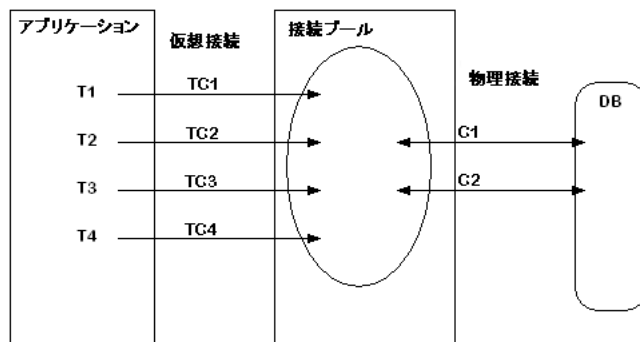 アプリケーション
仮想接続
接続プール
物理接続
DB
T1
TC1
T2
TC2
C1
T3
TC3
C2
T4
TC4